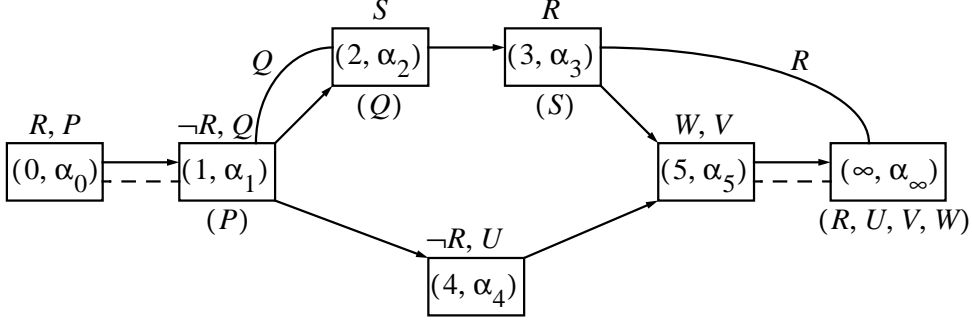 S
R
Q
(2, α2)
(3, α3)
R
(Q)
(S)
R, P
¬R, Q
W, V
(0, α0)
(1, α1)
(5, α5)
(∞, α∞)
(P)
(R, U, V, W)
¬R, U
(4, α4)